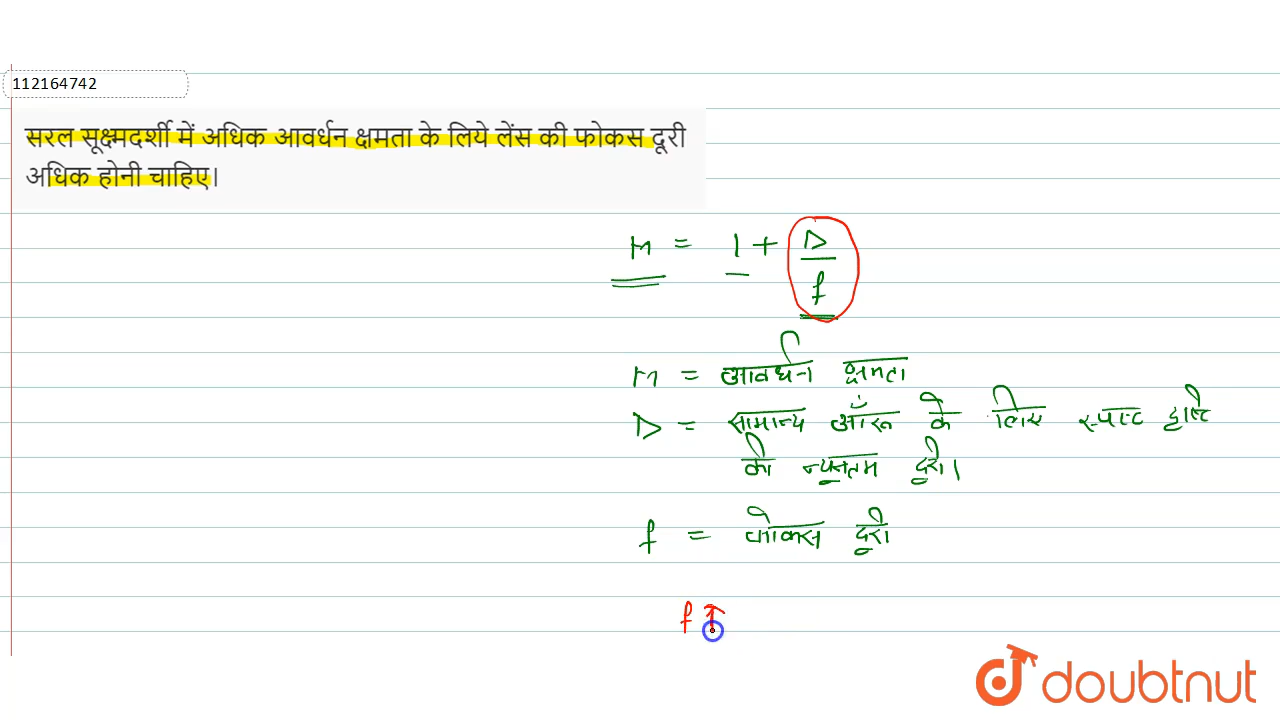 112164742
सरल सूक्ष्मदर्शी में अधिक आवर्धन क्षमता के लिये लेंस की फोकस दूरी
अधिक होनी चाहिए।
M = 1 + D/f
M = आवर्धन क्षमता
D = सामान्य आँख के लिए स्पष्ट दृष्टि
की न्यूनतम दूरी।
f = फोकस दूरी
f ↑
doubtnut